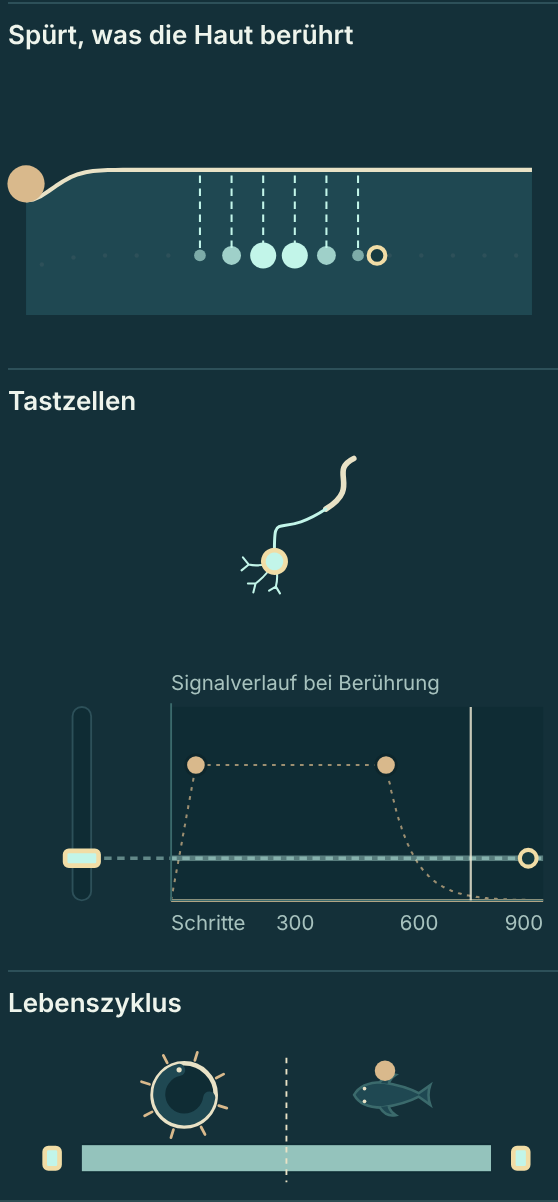 Spürt, was die Haut berührt
Tastzellen
Signalverlauf bei Berührung
Schritte 300 600 900
Lebenszyklus